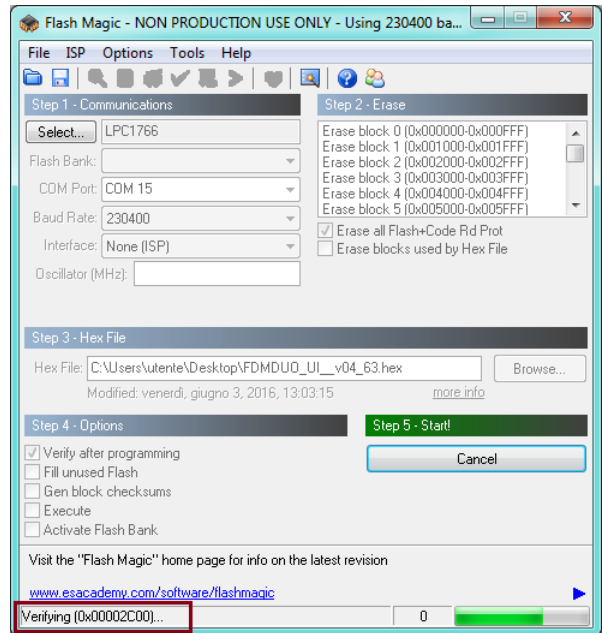 Flash Magic - NON PRODUCTION USE ONLY - Using 230400 ba...
File ISP Options Tools Help
Step 1 - Communications
Select... LPC1766
Flash Bank:
COM Port: COM 15
Baud Rate: 230400
Interface: None (ISP)
Oscillator (MHz):
Step 2 - Erase
Erase block 0 (0x000000-0x000FFF)
Erase block 1 (0x001000-0x001FFF)
Erase block 2 (0x002000-0x002FFF)
Erase block 3 (0x003000-0x003FFF)
Erase block 4 (0x004000-0x004FFF)
Erase block 5 (0x005000-0x005FFF)
Erase all Flash+Code Rd Prot
Erase blocks used by Hex File
Step 3 - Hex File
Hex File: C:\Users\utente\Desktop\FDMDUO_UI__v04_63.hex Browse...
Modified: venerdì, giugno 3, 2016, 13:03:15 more info
Step 4 - Options
Verify after programming
Fill unused Flash
Gen block checksums
Execute
Activate Flash Bank
Step 5 - Start!
Cancel
Visit the "Flash Magic" home page for info on the latest revision
www.esacademy.com/software/flashmagic
Verifying (0x00002C00)... 0